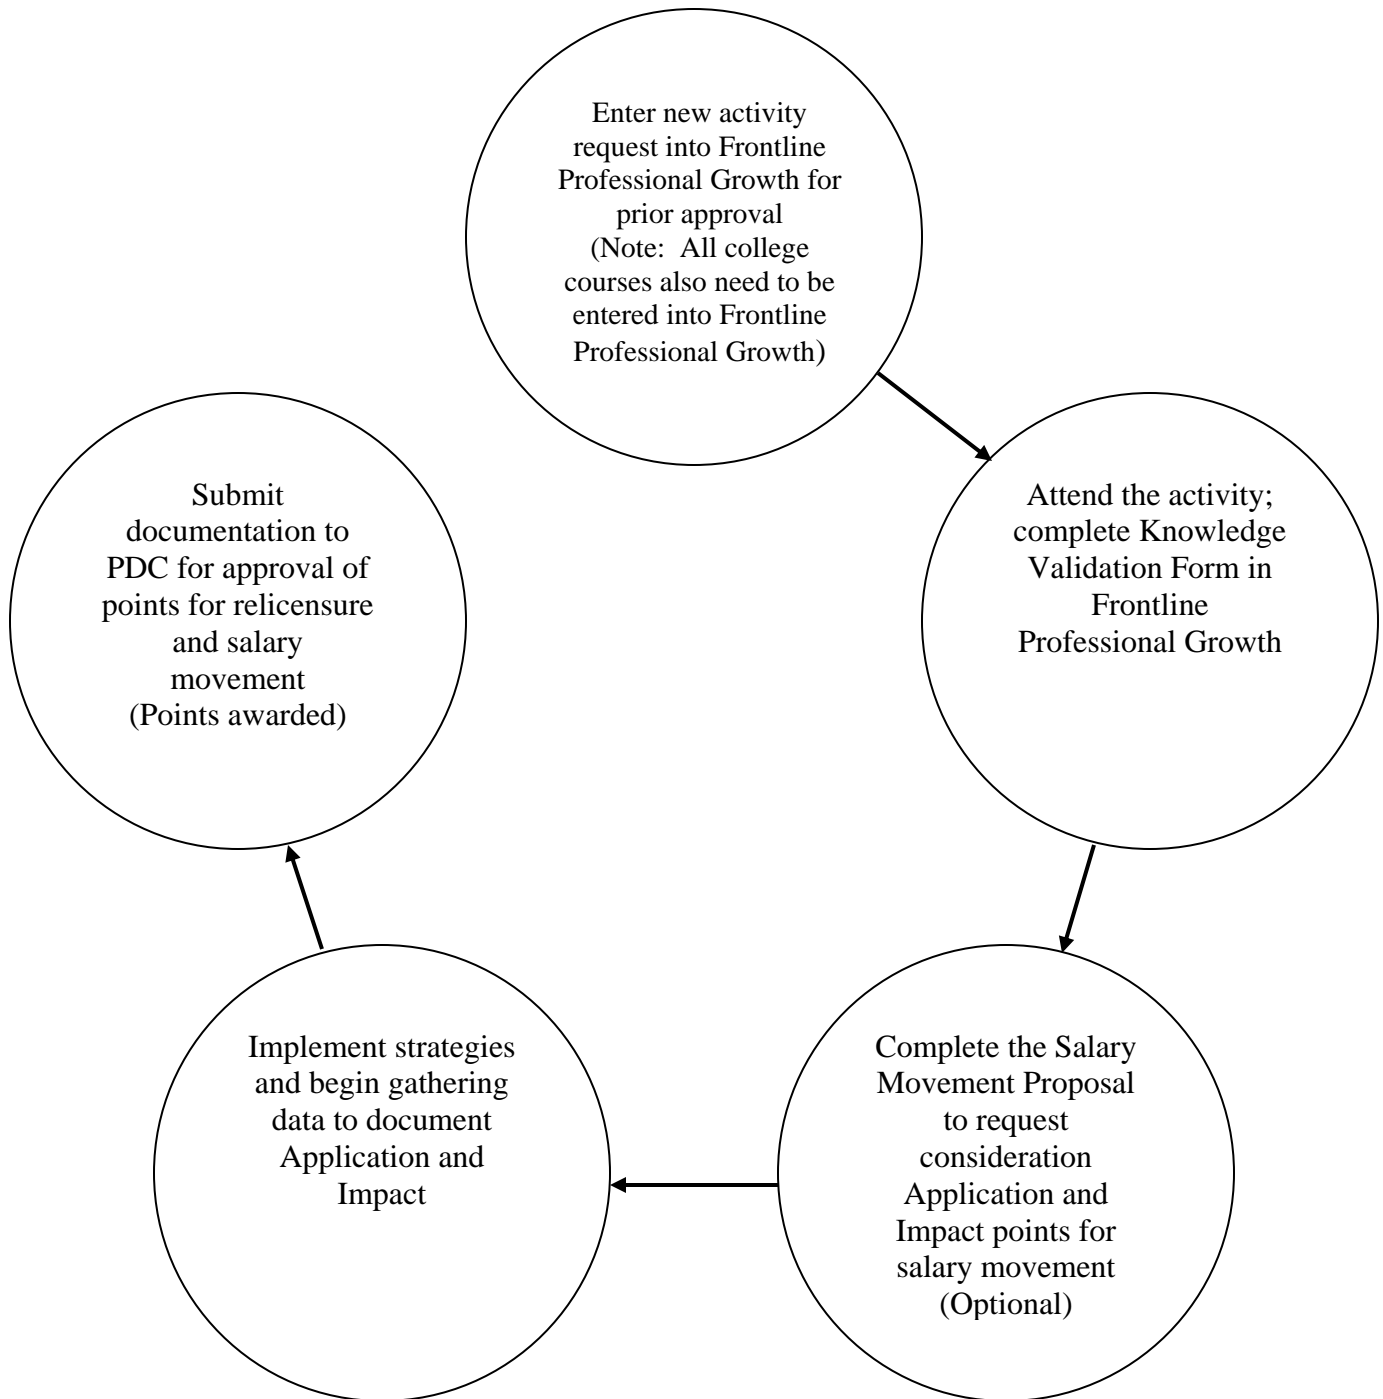 Enter new activity
request into Frontline
Professional Growth for
prior approval
(Note:  All college
courses also need to be
entered into Frontline
Professional Growth)
Attend the activity;
complete Knowledge
Validation Form in
Frontline
Professional Growth
Complete the Salary
Movement Proposal
to request
consideration
Application and
Impact points for
salary movement
(Optional)
Implement strategies
and begin gathering
data to document
Application and
Impact
Submit
documentation to
PDC for approval of
points for relicensure
and salary
movement
(Points awarded)